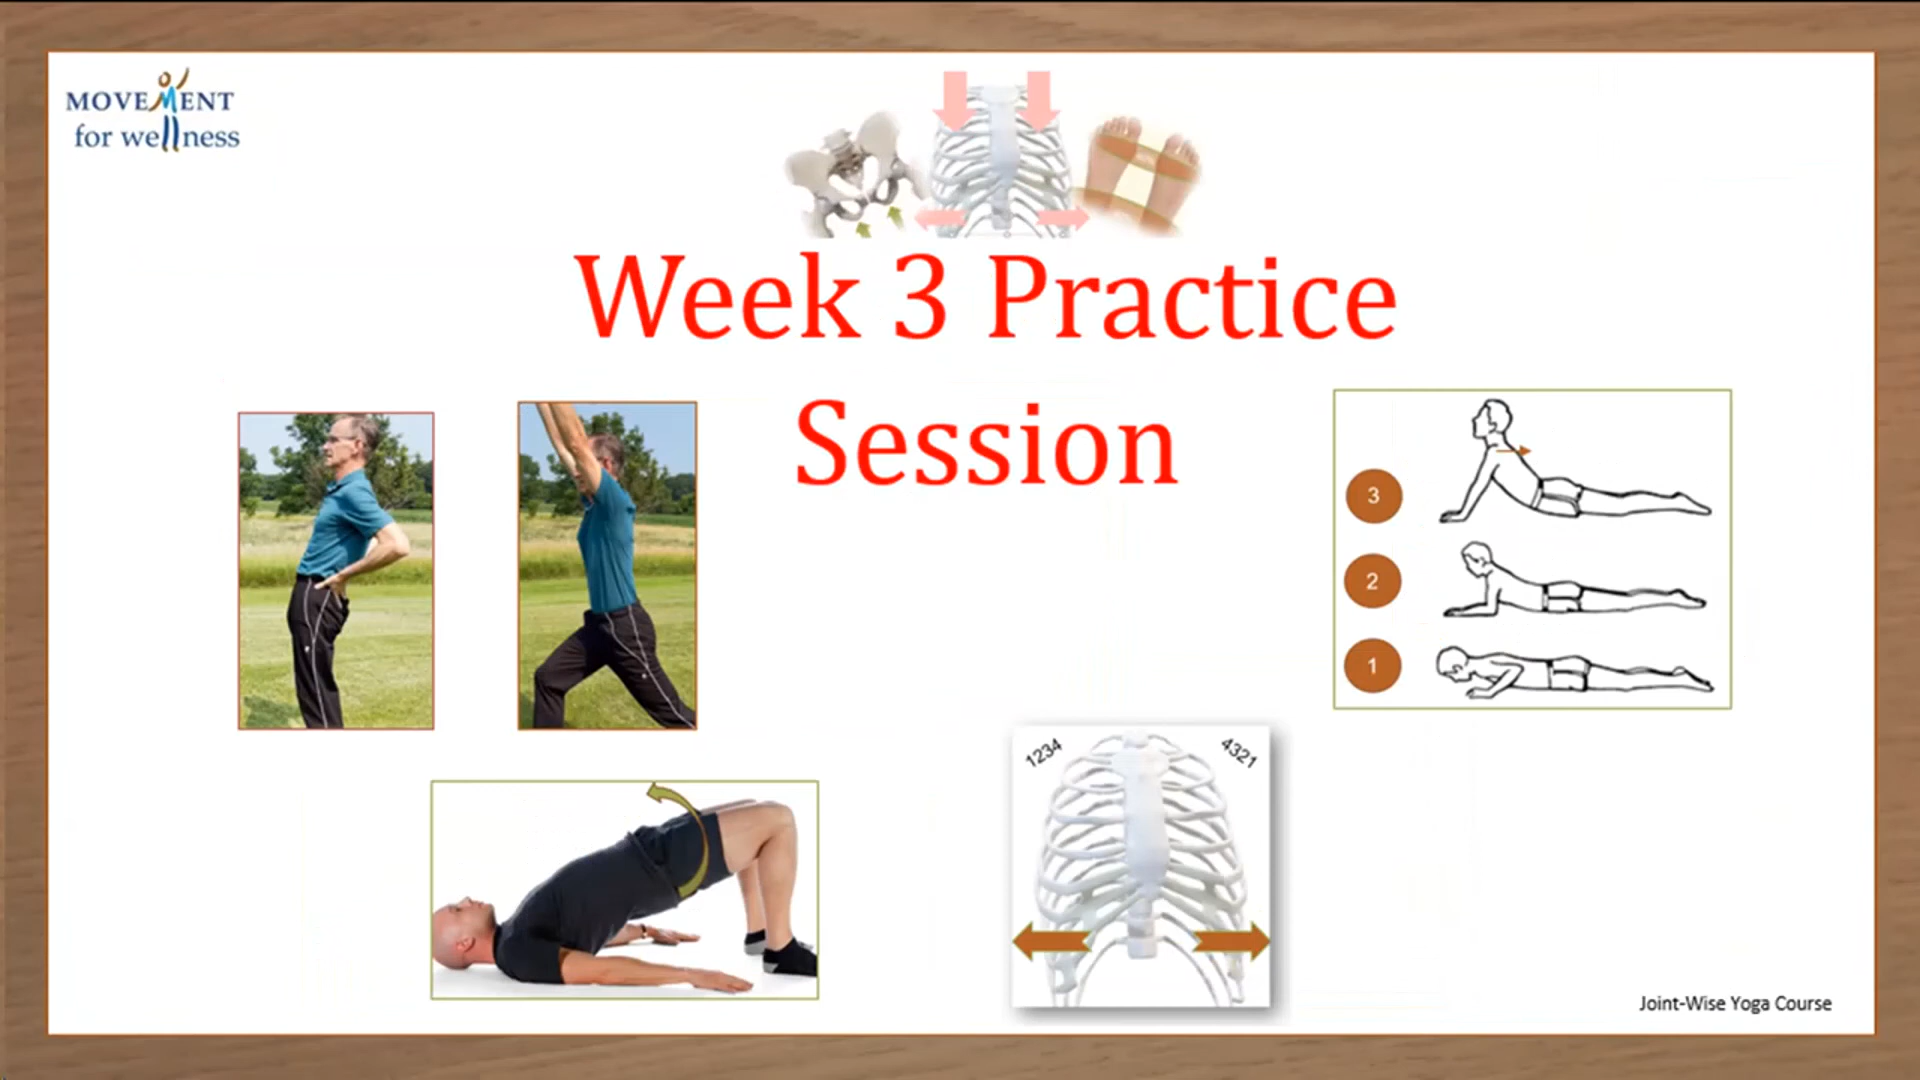 MOVEMENT
for wellness
Week 3 Practice
Session
3
2
1
1234
4321
Joint-Wise Yoga Course